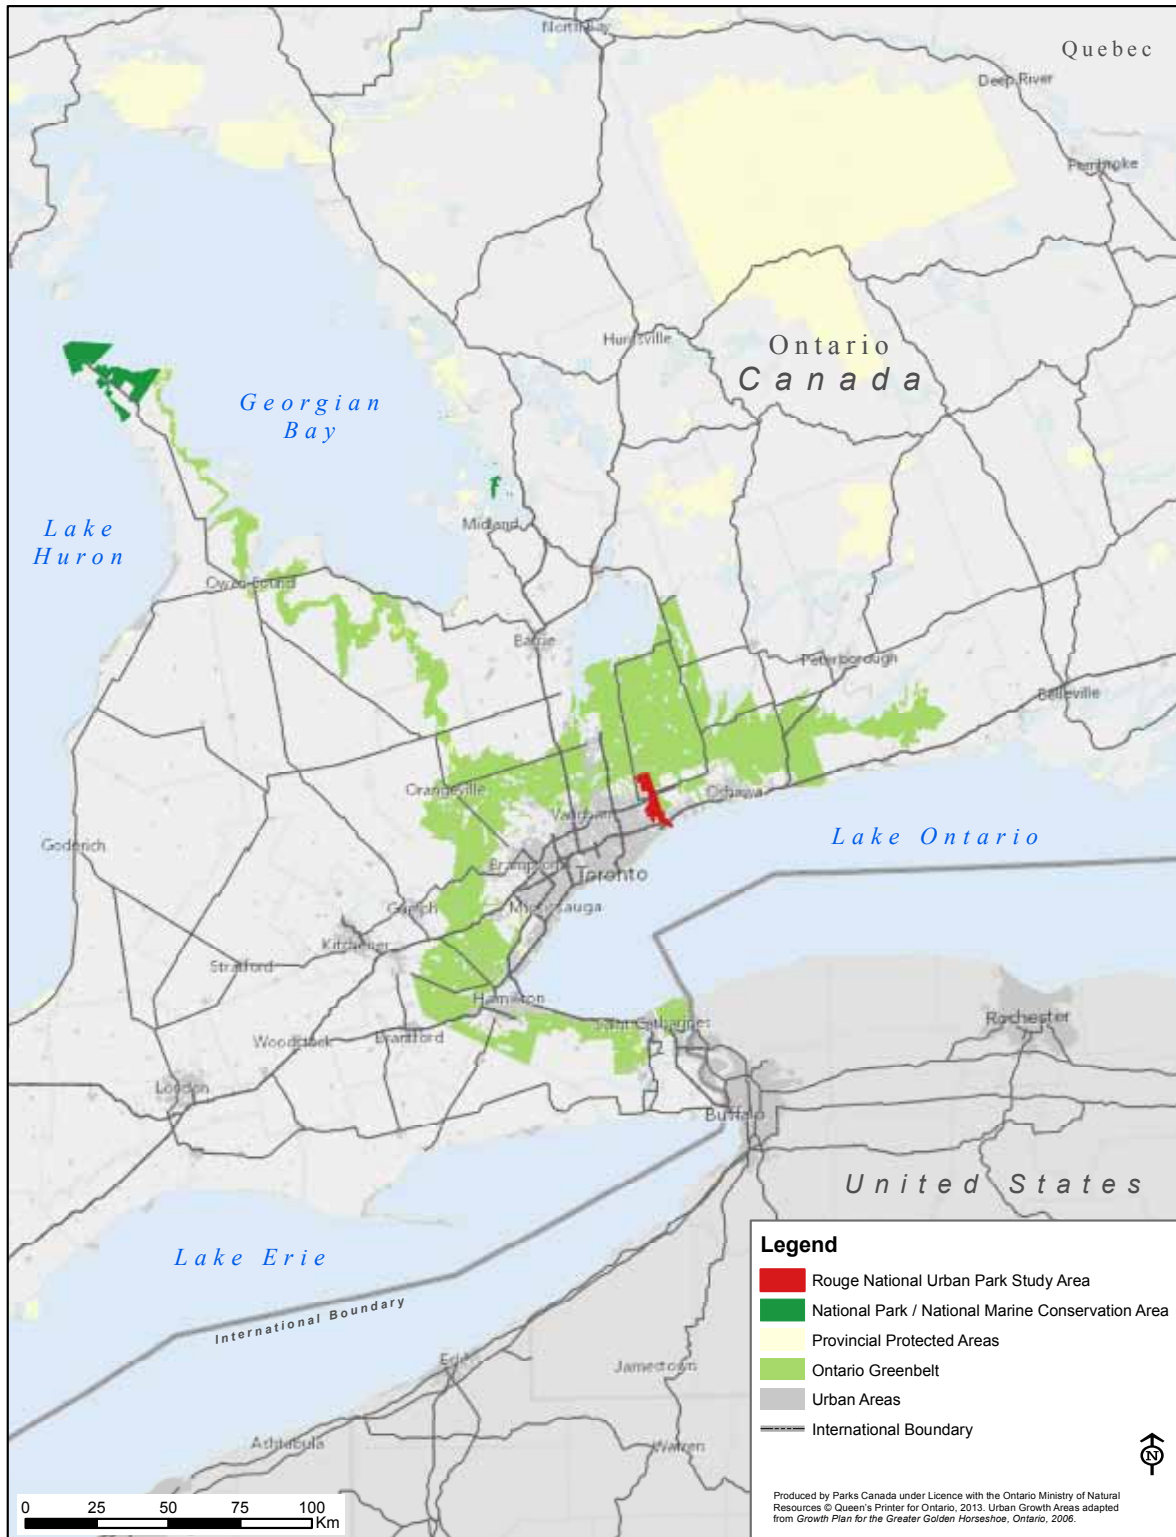 North Bay
Quebec
Deep River
Pembroke
Huntsville
Ontario
Canada
Georgian
Bay
Lake
Huron
Midland
Owen Sound
Barrie
Peterborough
Belleville
Orangeville
Oshawa
Vaughan
Lake Ontario
Goderich
Brampton
Toronto
Guelph
Mississauga
Kitchener
Stratford
Hamilton
Saint Catharines
Rochester
Woodstock
Brantford
London
Buffalo
United States
Lake Erie
International Boundary
Erie
Jamestown
Ashtabula
Warren
Legend
Rouge National Urban Park Study Area
National Park / National Marine Conservation Area
Provincial Protected Areas
Ontario Greenbelt
Urban Areas
International Boundary
N
Produced by Parks Canada under Licence with the Ontario Ministry of Natural
Resources © Queen's Printer for Ontario, 2013. Urban Growth Areas adapted
from Growth Plan for the Greater Golden Horseshoe, Ontario, 2006.
0 25 50 75 100
Km